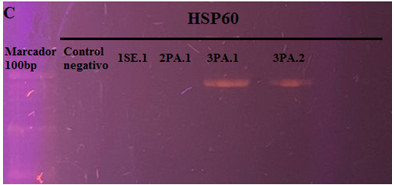 C
HSP60
Marcador
100bp
Control
negativo
1SE.1
2PA.1
3PA.1
3PA.2